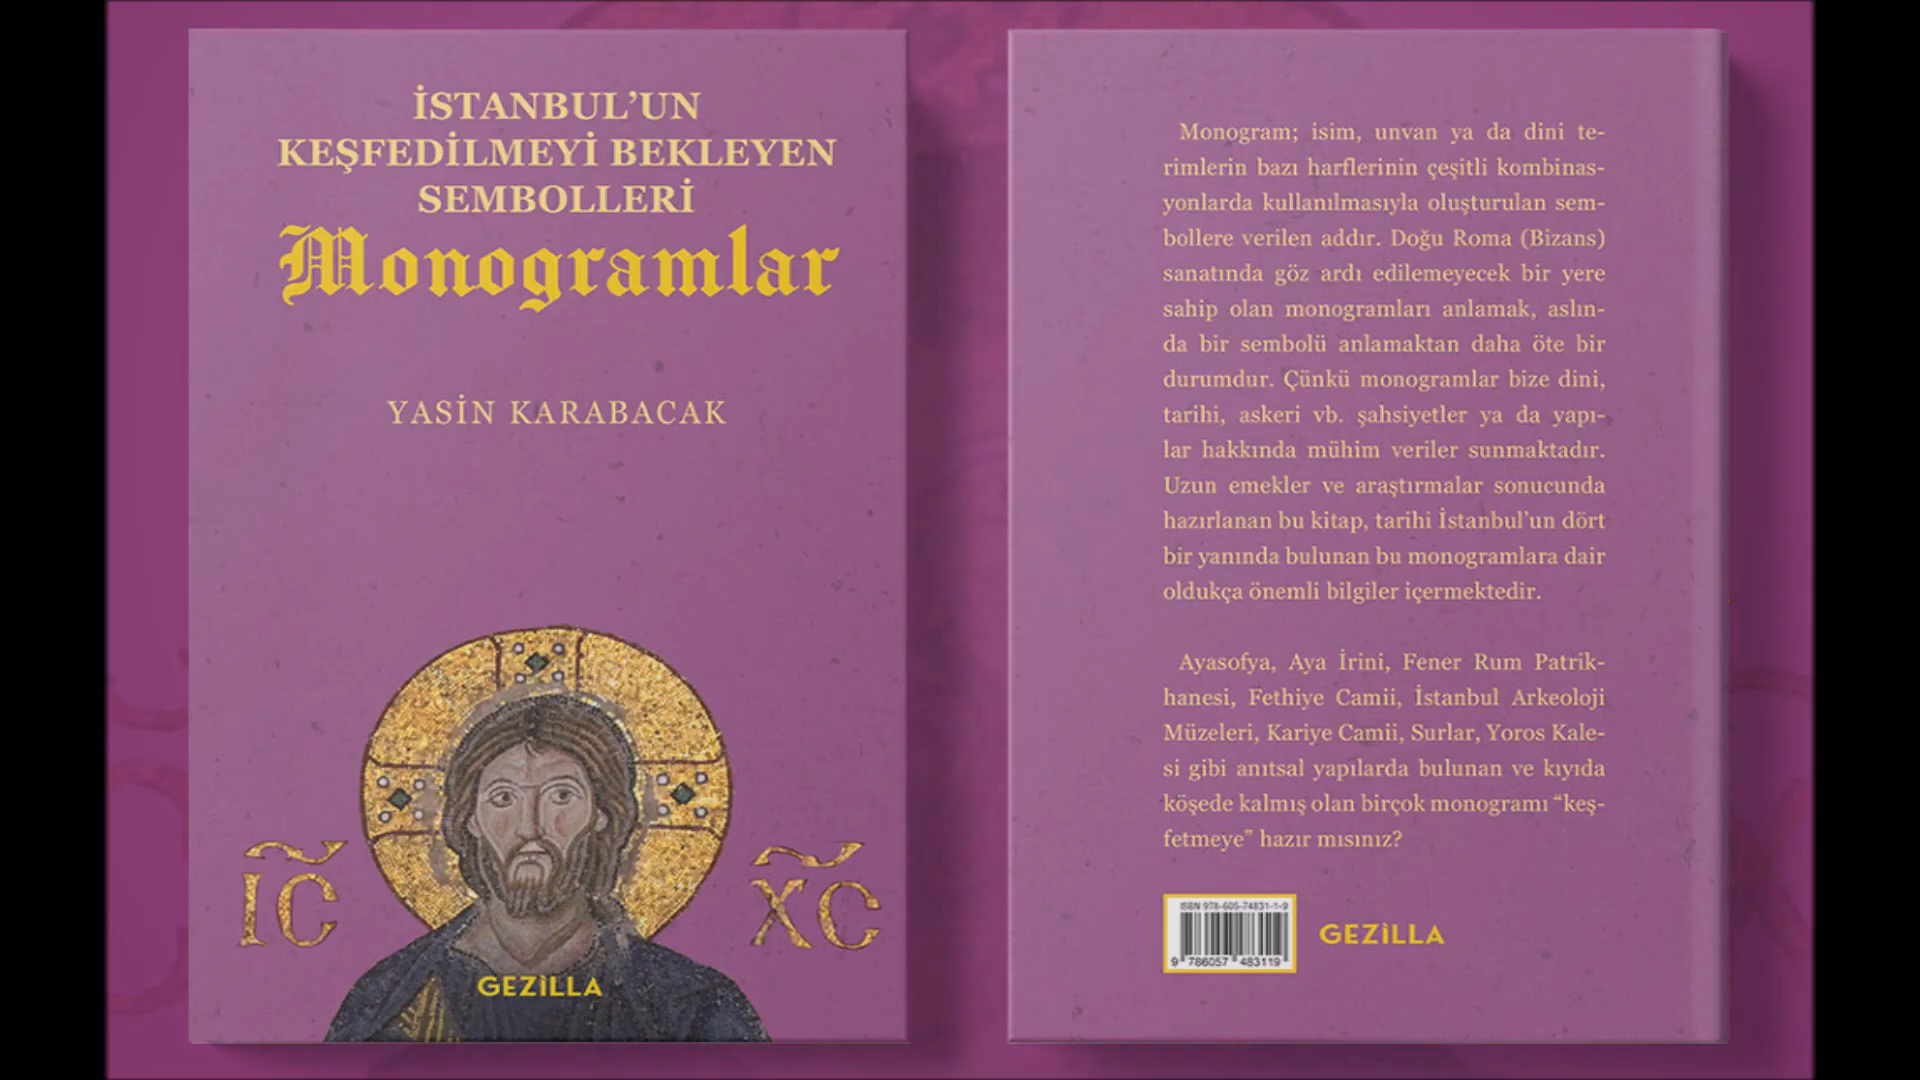 İSTANBUL’UN
KEŞFEDİLMEYİ BEKLEYEN
SEMBOLLERİ
Monogramlar
YASİN KARABACAK
IC
XC
GEZİLLA
Monogram; isim, unvan ya da dini te-
rimlerin bazı harflerinin çeşitli kombinas-
yonlarda kullanılmasıyla oluşturulan sem-
bollere verilen addır. Doğu Roma (Bizans)
sanatında göz ardı edilemeyecek bir yere
sahip olan monogramları anlamak, aslın-
da bir sembolü anlamaktan daha öte bir
durumdur. Çünkü monogramlar bize dini,
tarihi, askeri vb. şahsiyetler ya da yapı-
lar hakkında mühim veriler sunmaktadır.
Uzun emekler ve araştırmalar sonucunda
hazırlanan bu kitap, tarihi İstanbul’un dört
bir yanında bulunan bu monogramlara dair
oldukça önemli bilgiler içermektedir.
Ayasofya, Aya İrini, Fener Rum Patrik-
hanesi, Fethiye Camii, İstanbul Arkeoloji
Müzeleri, Kariye Camii, Surlar, Yoros Kale-
si gibi anıtsal yapılarda bulunan ve kıyıda
köşede kalmış olan birçok monogramı “keş-
fetmeye” hazır mısınız?
ISBN 978-605-74831-1-9
9 786057 483119
GEZİLLA